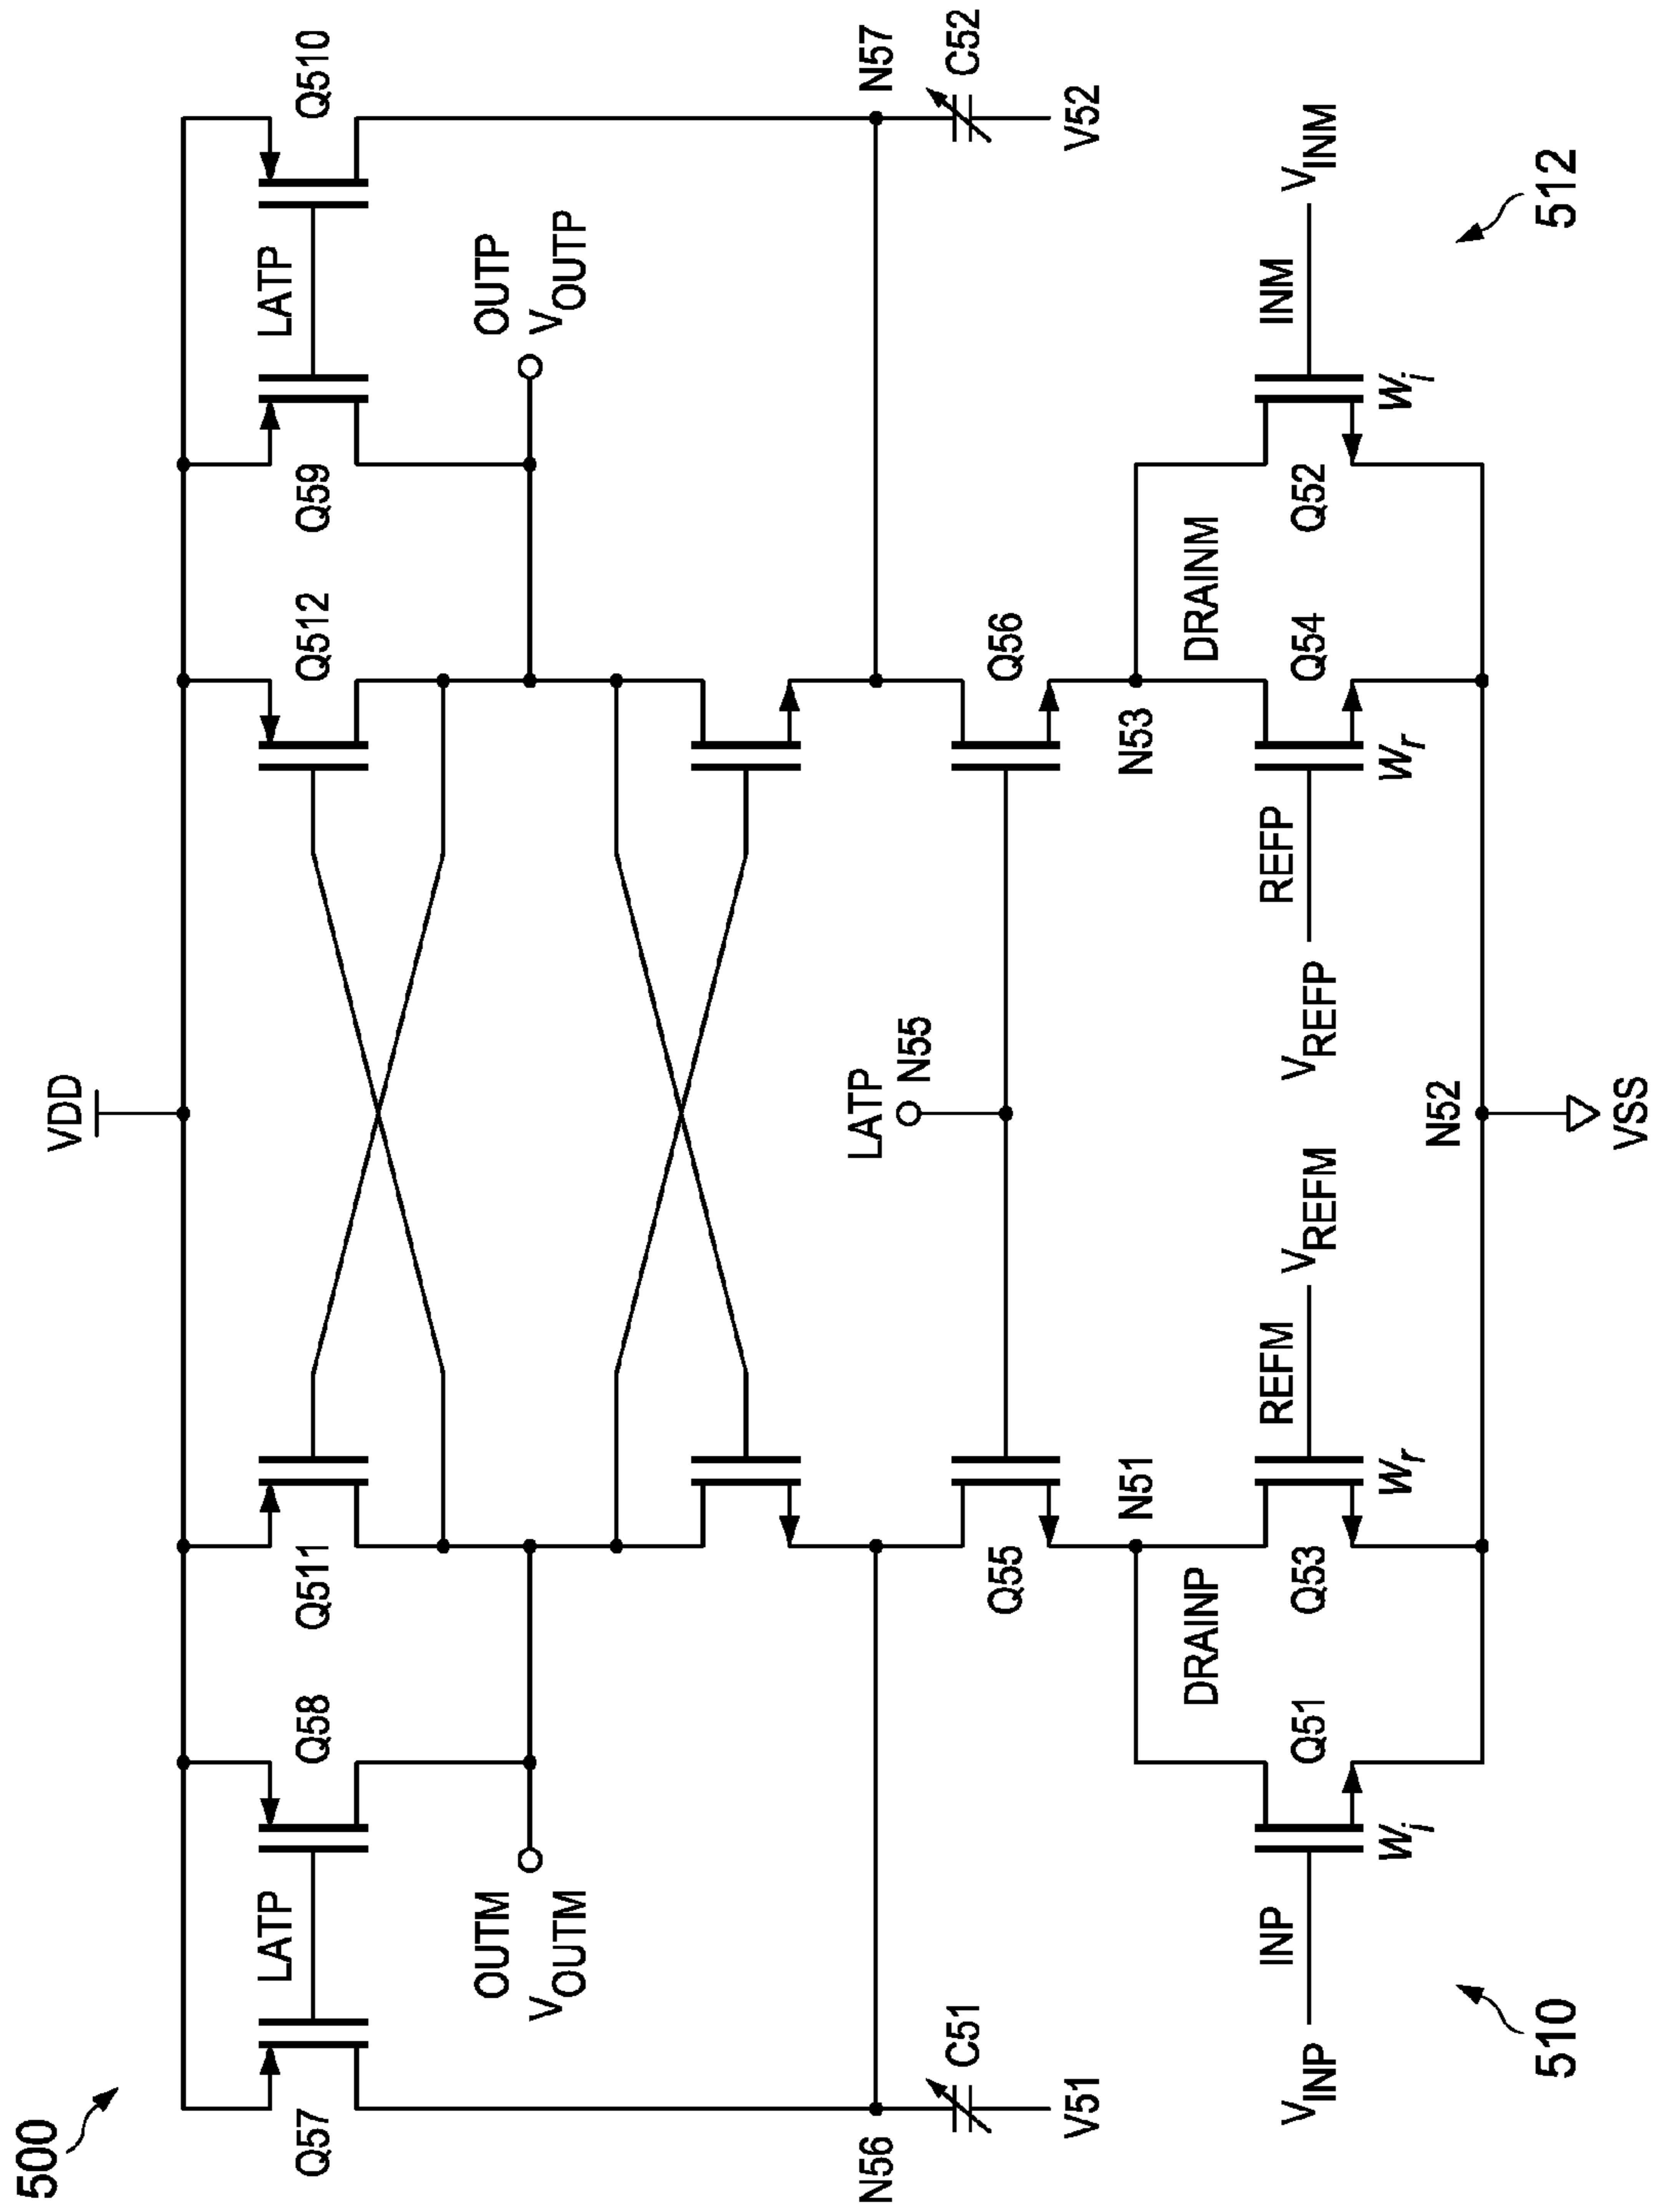 500
VDD
Q57
LATP
Q58
Q511
Q512
Q59
LATP
Q510
OUTM
VOUTM
OUTP
VOUTP
N56
C51
V51
LATP
N55
N57
C52
V52
Q55
Q56
N51
N53
DRAINP
DRAINM
VINP
INP
Q51
Wi
Q53
Wr
REFM
VREFM
VREFP
REFP
Q54
Wr
Q52
Wi
INM
VINM
510
N52
VSS
512